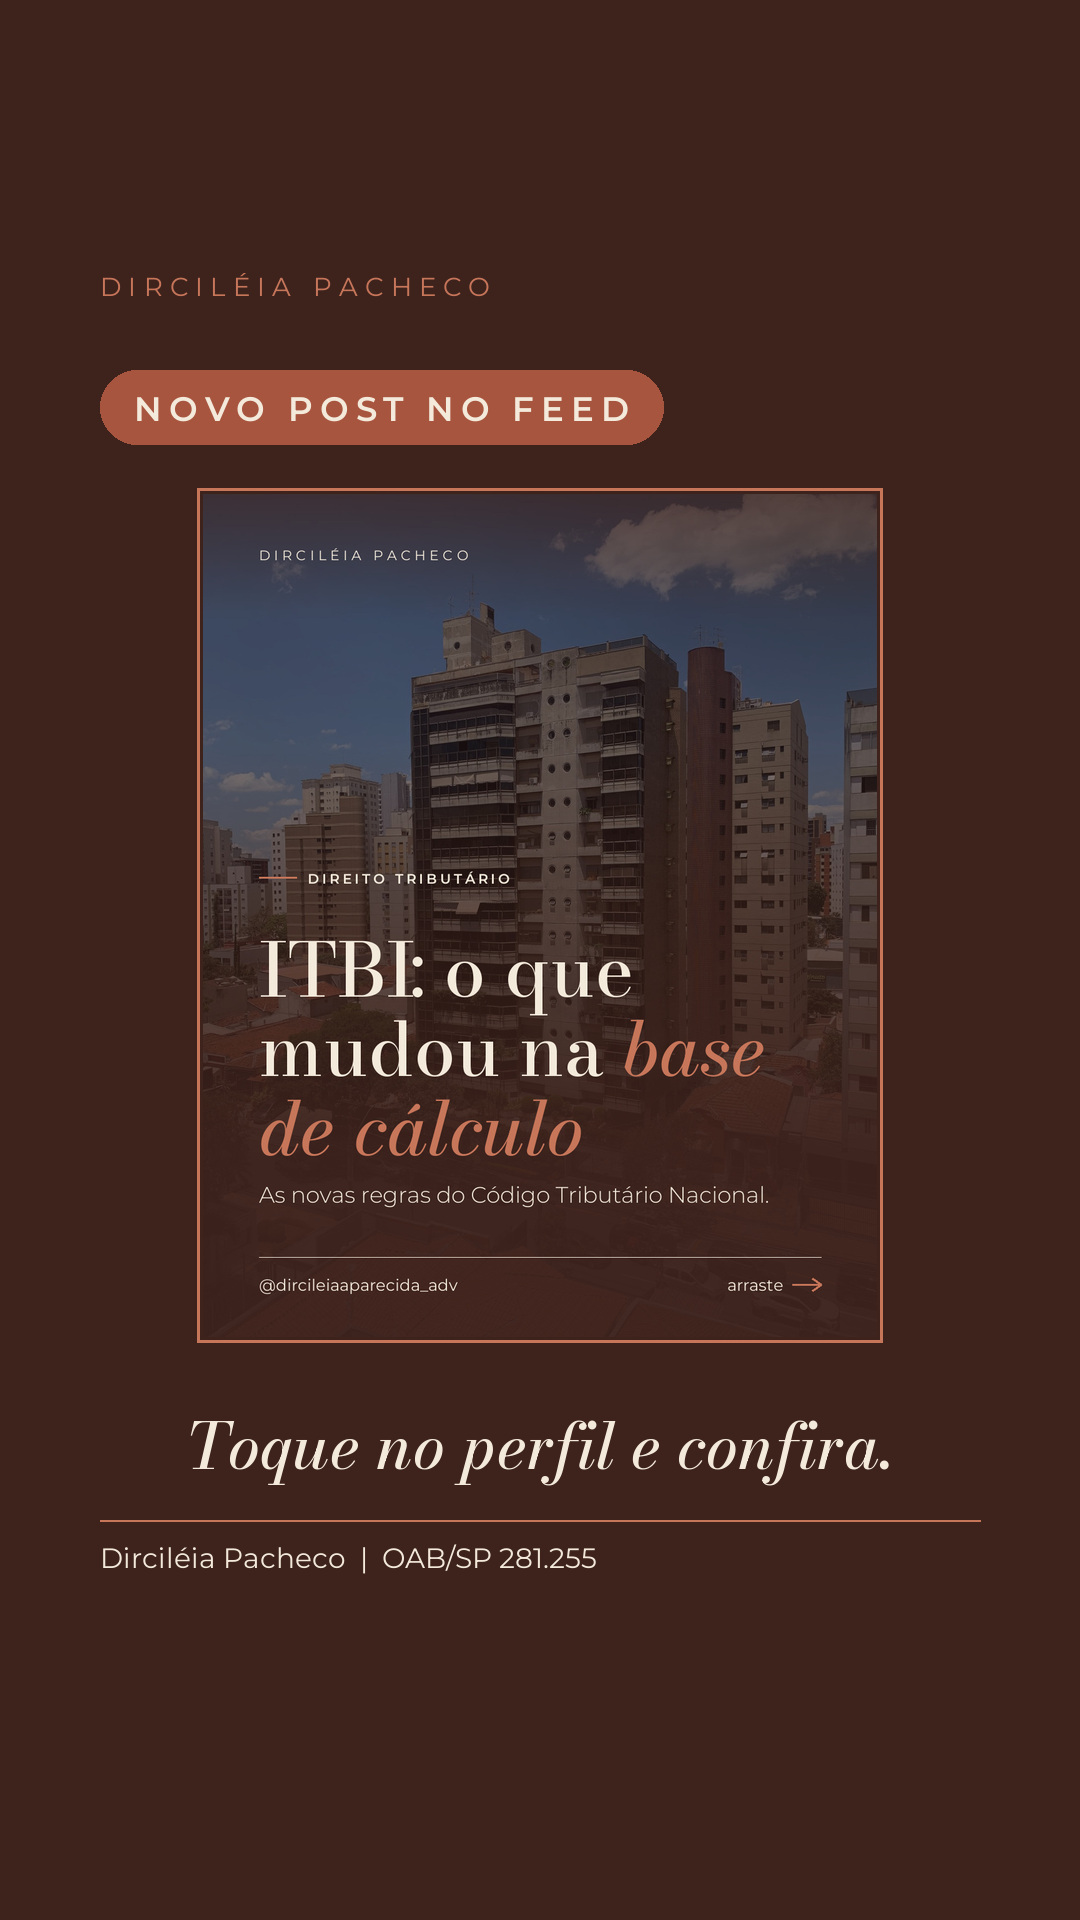 DIRCILÉIA PACHECO
NOVO POST NO FEED
DIRCILÉIA PACHECO
DIREITO TRIBUTÁRIO
ITBI: o que
mudou na base
de cálculo
As novas regras do Código Tributário Nacional.
@dircileiaaparecida_adv
arraste
Toque no perfil e confira.
Dirciléia Pacheco | OAB/SP 281.255